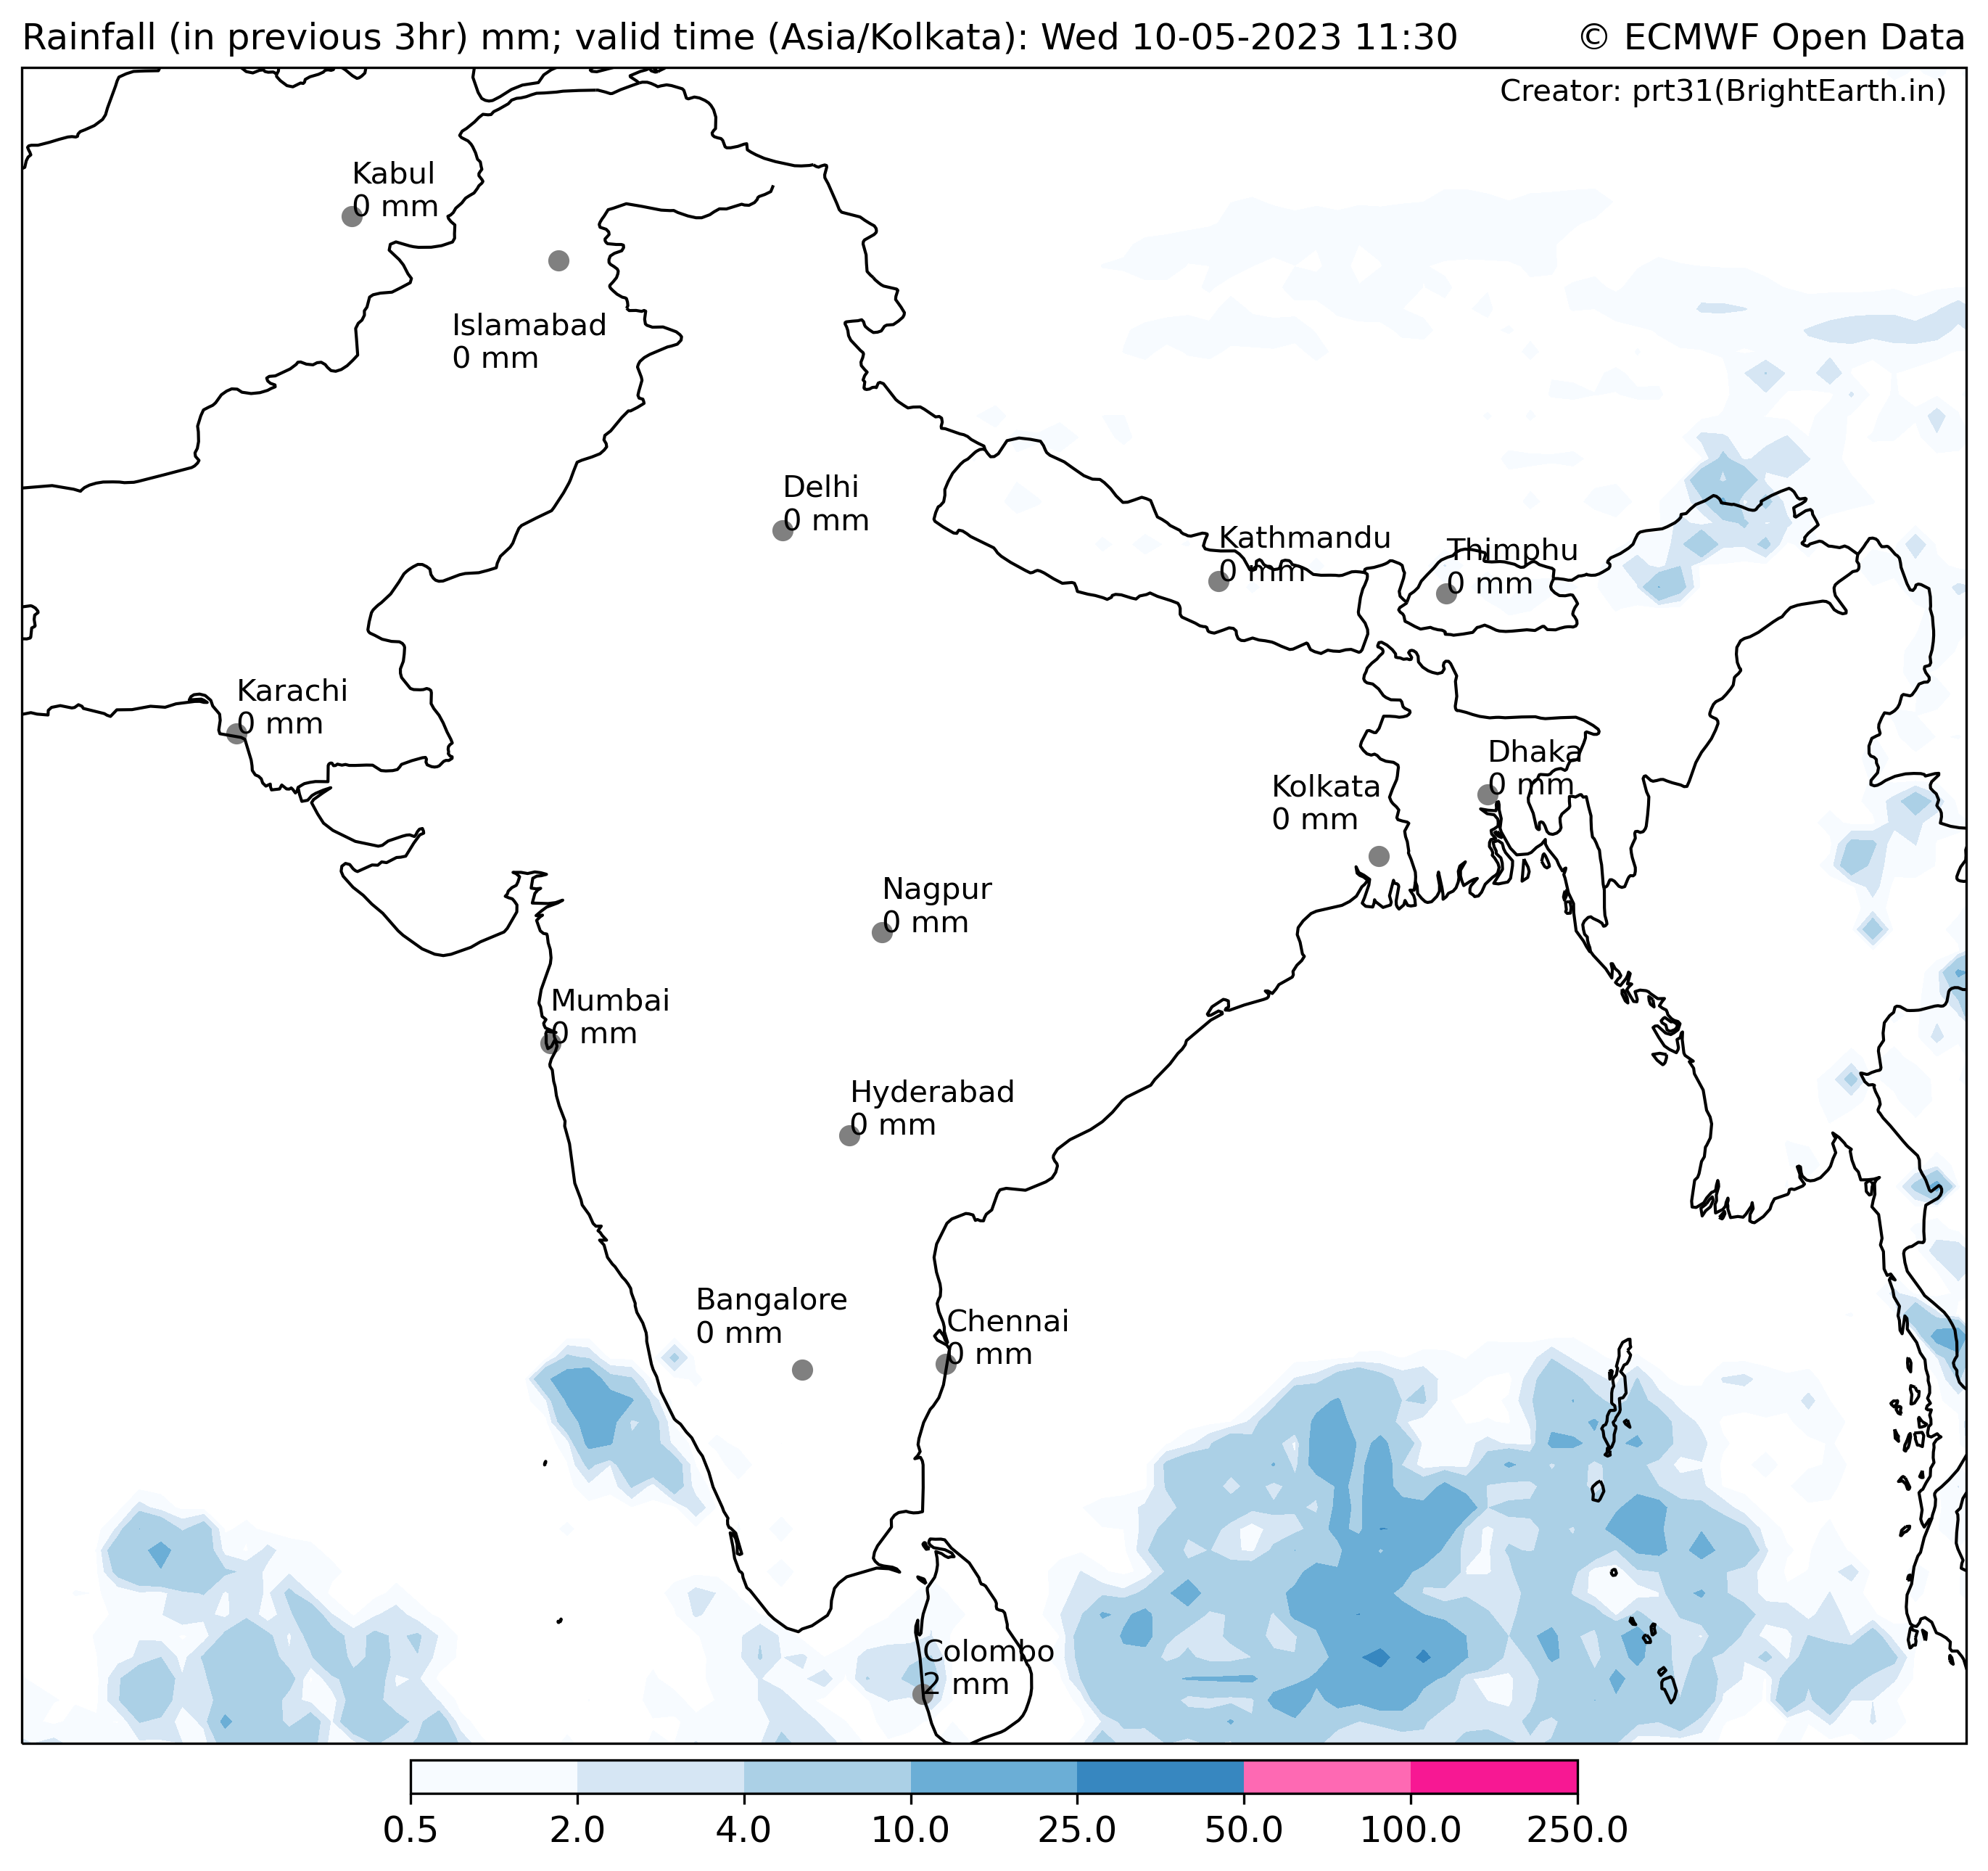 Rainfall (in previous 3hr) mm; valid time (Asia/Kolkata): Wed 10-05-2023 11:30
© ECMWF Open Data
Creator: prt31(BrightEarth.in)
Kabul
0 mm
Islamabad
0 mm
Delhi
0 mm
Kathmandu
0 mm
Thimphu
0 mm
Karachi
0 mm
Dhaka
0 mm
Kolkata
0 mm
Nagpur
0 mm
Mumbai
0 mm
Hyderabad
0 mm
Bangalore
0 mm
Chennai
0 mm
Colombo
2 mm
0.5 2.0 4.0 10.0 25.0 50.0 100.0 250.0